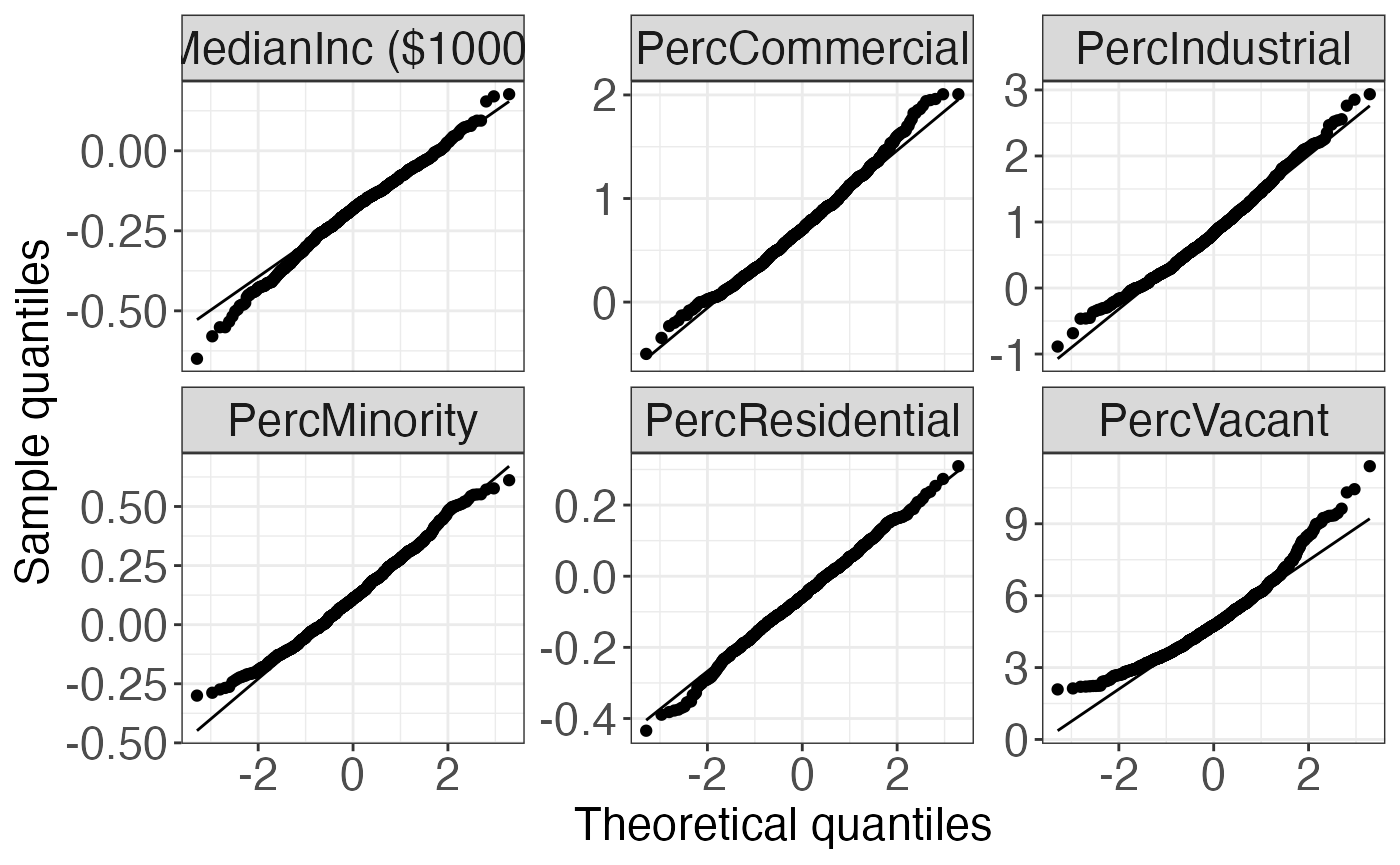 MedianInc ($1000
PercCommercial
PercIndustrial
0.00
-0.25
-0.50
2
1
0
3
2
1
0
-1
PercMinority
PercResidential
PercVacant
0.50
0.25
0.00
-0.25
-0.50
0.2
0.0
-0.2
-0.4
9
6
3
0
-2 0 2
-2 0 2
-2 0 2
Sample quantiles
Theoretical quantiles